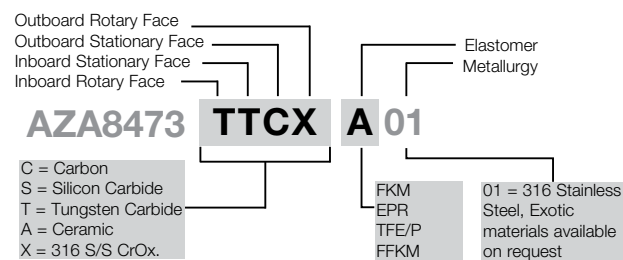 Outboard Rotary Face
Outboard Stationary Face
Inboard Stationary Face
Inboard Rotary Face
Elastomer
Metallurgy
AZA8473 TTCX A 01
C = Carbon
S = Silicon Carbide
T = Tungsten Carbide
A = Ceramic
X = 316 S/S CrOx.
FKM
EPR
TFE/P
FFKM
01 = 316 Stainless
Steel, Exotic
materials available
on request